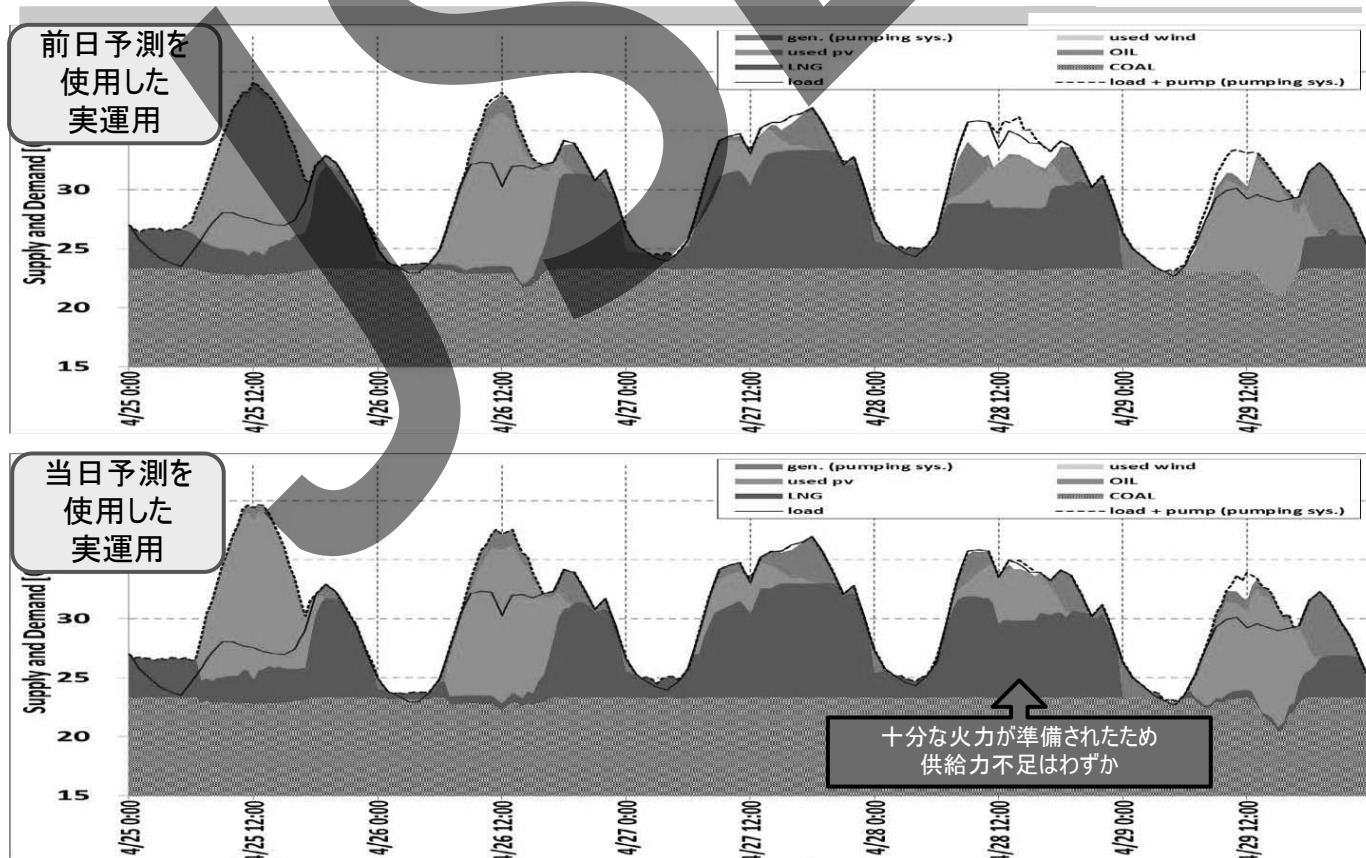 前日予測を
使用した
実運用
gen. (pumping sys.)
used wind
used pv
OIL
LNG
COAL
load
load + pump (pumping sys.)
Supply and Demand [
30
25
20
15
4/25 0:00
4/25 12:00
4/26 0:00
4/26 12:00
4/27 0:00
4/27 12:00
4/28 0:00
4/28 12:00
4/29 0:00
4/29 12:00
当日予測を
使用した
実運用
gen. (pumping sys.)
used wind
used pv
OIL
LNG
COAL
load
load + pump (pumping sys.)
Supply and Demand [
30
25
20
15
十分な火力が準備されたため
供給力不足はわずか
4/25 0:00
4/25 12:00
4/26 0:00
4/26 12:00
4/27 0:00
4/27 12:00
4/28 0:00
4/28 12:00
4/29 0:00
4/29 12:00